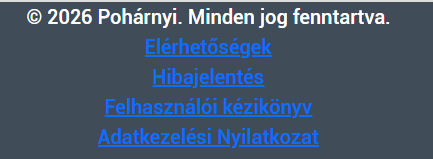 © 2026 Pohárnyi. Minden jog fenntartva.
Elérhetőségek
Hibajelentés
Felhasználói kézikönyv
Adatkezelési Nyilatkozat